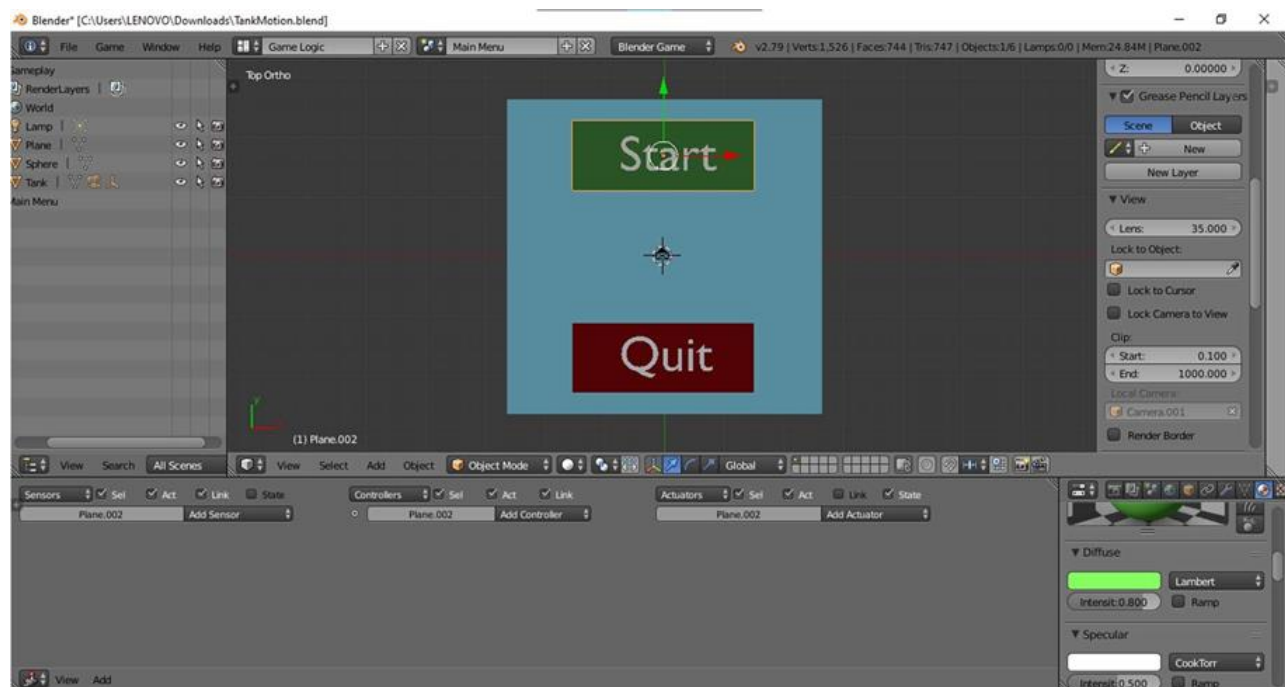 Blender* [C:\Users\LENOVO\Downloads\TankMotion.blend]
File Game Window Help Game Logic Main Menu Blender Game v2.79 | Verts:1,526 | Faces:744 | Tris:747 | Objects:1/6 | Lamps:0/0 | Mem:24.84M | Plane.002
Gameplay
RenderLayers |
World
Lamp |
Plane |
Sphere |
Tank |
Main Menu
View Search All Scenes
Top Ortho
Start
Quit
y
(1) Plane.002
View Select Add Object Object Mode Global
Z: 0.00000
Grease Pencil Layers
Scene Object
New
New Layer
View
Lens: 35.000
Lock to Object:
Lock to Cursor
Lock Camera to View
Clip:
Start: 0.100
End: 1000.000
Local Camera:
Camera.001
Render Border
Sensors Sel Act Link State Controllers Sel Act Link Actuators Sel Act Link State
Plane.002 Add Sensor Plane.002 Add Controller Plane.002 Add Actuator
Diffuse
Lambert
Intensit:0.800 Ramp
Specular
CookTorr
Intensit:0.500 Ramp
View Add